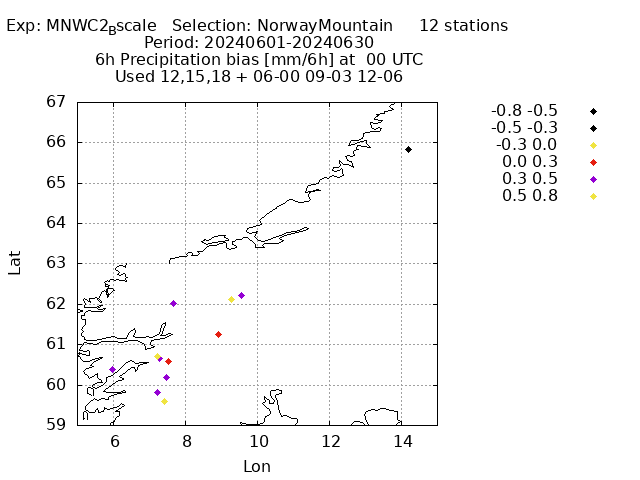 Exp: MNWC2Bscale   Selection: NorwayMountain     12 stations
Period: 20240601-20240630
6h Precipitation bias [mm/6h] at  00 UTC
Used 12,15,18 + 06-00 09-03 12-06
67
66
65
64
63
62
61
60
59
Lat
6 8 10 12 14
Lon
-0.8 -0.5
-0.5 -0.3
-0.3 0.0
0.0 0.3
0.3 0.5
0.5 0.8